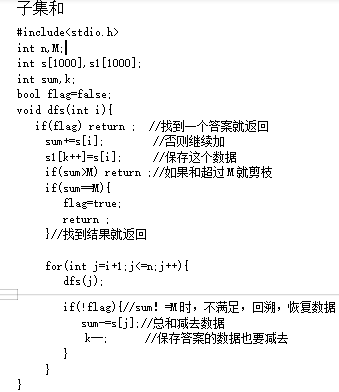 子集和
#include<stdio.h>
int n,M;
int s[1000],s1[1000];
int sum,k;
bool flag=false;
void dfs(int i){
if(flag) return ; //找到一个答案就返回
sum+=s[i]; //否则继续加
s1[k++]=s[i]; //保存这个数据
if(sum>M) return ;//如果和超过M就剪枝
if(sum==M){
flag=true;
return ;
}//找到结果就返回
for(int j=i+1;j<=n;j++){
dfs(j);
if(!flag){//sum！=M时，不满足，回溯，恢复数据
sum-=s[j];//总和减去数据
k--; //保存答案的数据也要减去
}
}
}